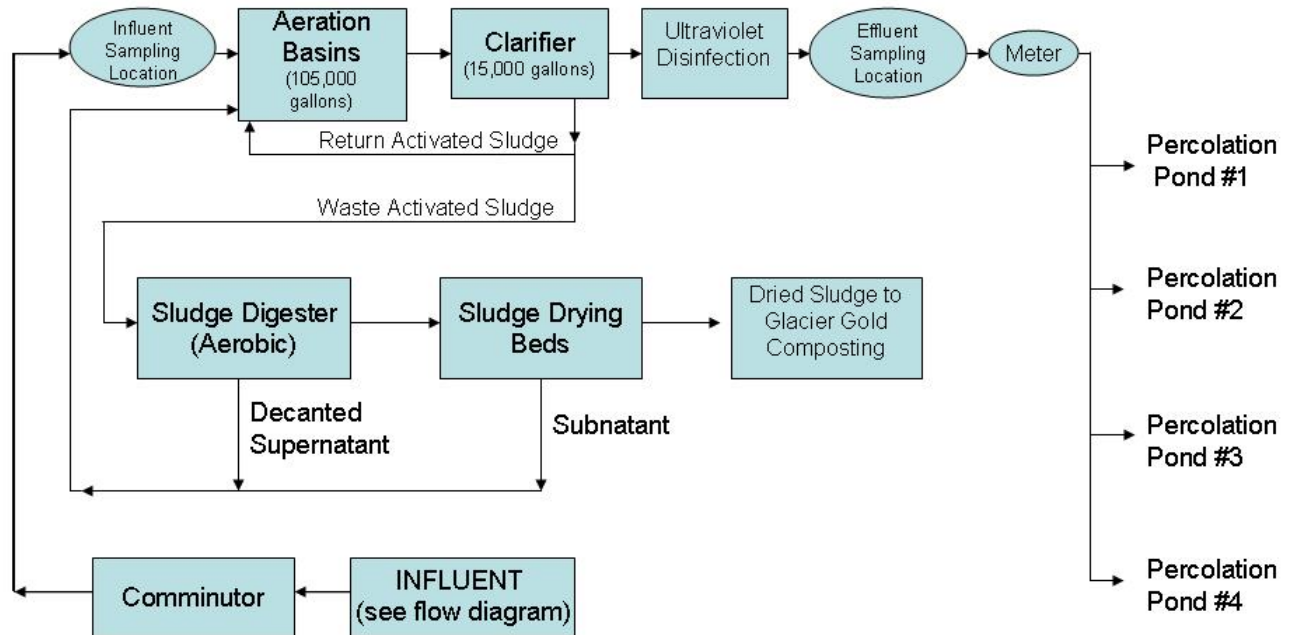 Influent
Sampling
Location
Aeration
Basins
(105,000
gallons)
Clarifier
(15,000 gallons)
Ultraviolet
Disinfection
Effluent
Sampling
Location
Meter
Return Activated Sludge
Waste Activated Sludge
Percolation
Pond #1
Percolation
Pond #2
Percolation
Pond #3
Percolation
Pond #4
Sludge Digester
(Aerobic)
Sludge Drying
Beds
Dried Sludge to
Glacier Gold
Composting
Decanted
Supernatant
Subnatant
Comminutor
INFLUENT
(see flow diagram)